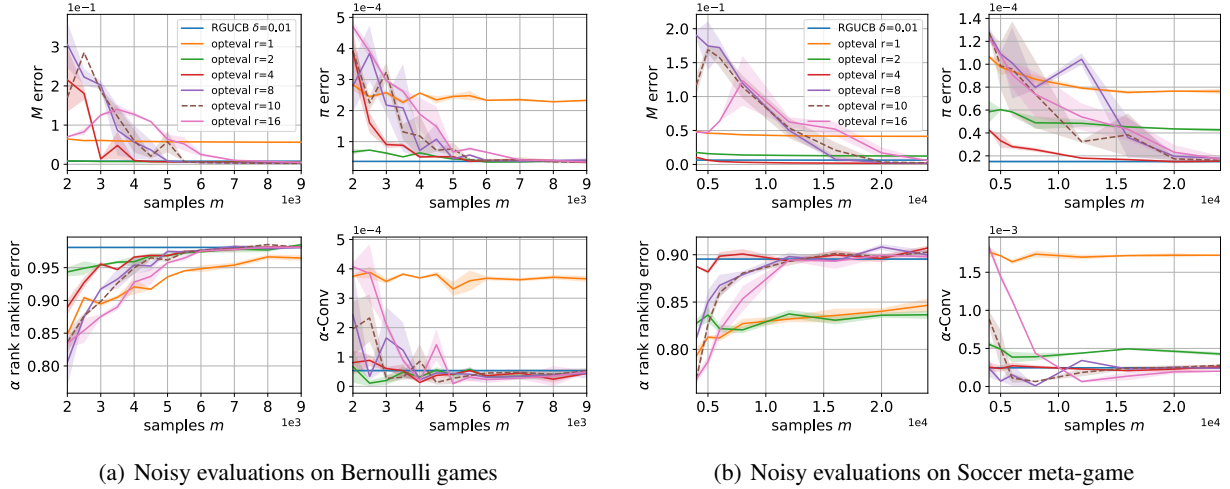 1e−1
M error
3
2
1
0
2 3 4 5 6 7 8 9
samples m 1e3
RGUCB δ=0.01
opteval r=1
opteval r=2
opteval r=4
opteval r=8
opteval r=10
opteval r=16
1e−4
π error
4
3
2
1
0
2 3 4 5 6 7 8 9
samples m 1e3
1e−1
M error
2.0
1.5
1.0
0.5
0.0
0.5 1.0 1.5 2.0
samples m 1e4
RGUCB δ=0.01
opteval r=1
opteval r=2
opteval r=4
opteval r=8
opteval r=10
opteval r=16
1e−4
π error
1.4
1.2
1.0
0.8
0.6
0.4
0.2
0.5 1.0 1.5 2.0
samples m 1e4
α rank ranking error
0.95
0.90
0.85
0.80
2 3 4 5 6 7 8 9
samples m 1e3
1e−4
α-Conv
5
4
3
2
1
0
2 3 4 5 6 7 8 9
samples m 1e3
α rank ranking error
0.90
0.85
0.80
0.5 1.0 1.5 2.0
samples m 1e4
1e−3
α-Conv
1.5
1.0
0.5
0.0
0.5 1.0 1.5 2.0
samples m 1e4
(a) Noisy evaluations on Bernoulli games
(b) Noisy evaluations on Soccer meta-game